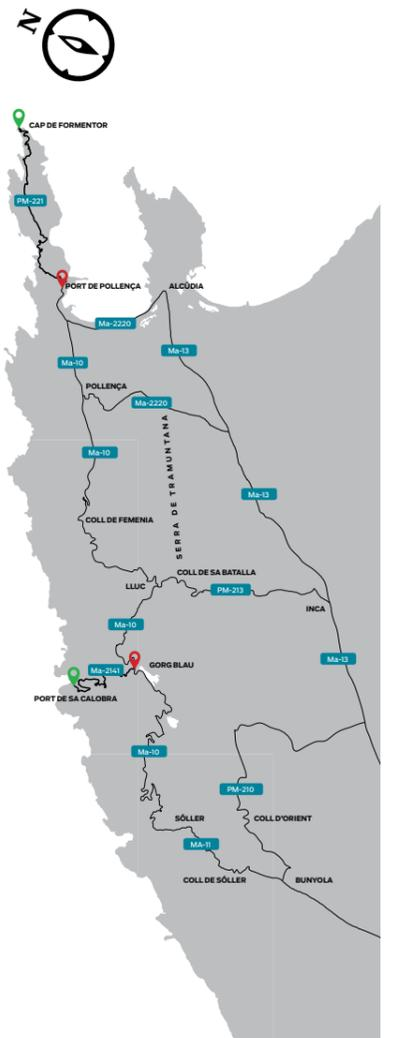 N
CAP DE FORMENTOR
PM-221
PORT DE POLLENÇA
ALCÚDIA
Ma-2220
Ma-13
Ma-10
POLLENÇA
Ma-2220
SERRA DE TRAMUNTANA
Ma-10
Ma-13
COLL DE FEMENIA
COLL DE SA BATALLA
LLUC
PM-213
INCA
Ma-10
Ma-13
GORG BLAU
Ma-2141
PORT DE SA CALOBRA
Ma-10
PM-210
SÓLLER
COLL D'ORIENT
MA-11
COLL DE SÓLLER
BUNYOLA